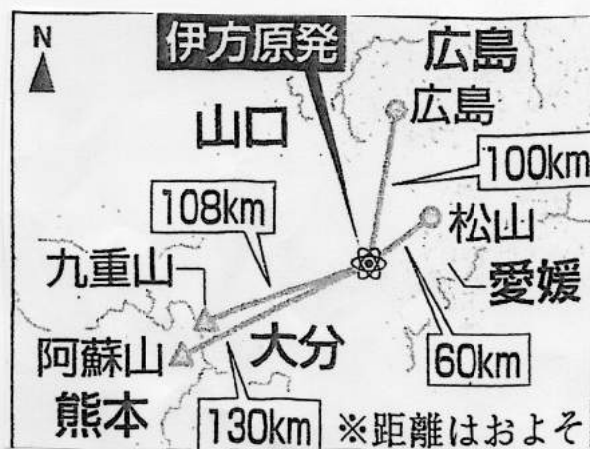 N
伊方原発
広島
広島
山口
100km
108km
松山
九重山
愛媛
大分
阿蘇山
60km
熊本
130km
※距離はおよそ